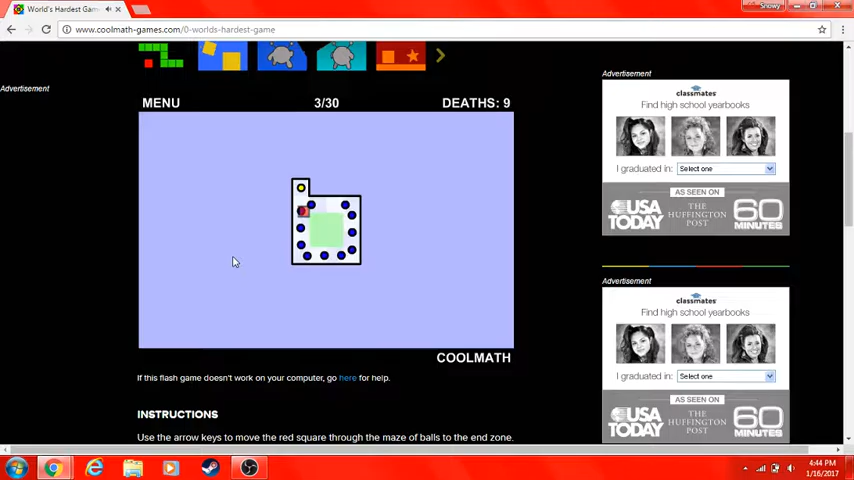 World's Hardest Gam
Snowy
www.coolmath-games.com/0-worlds-hardest-game
Advertisement
MENU
3/30
DEATHS: 9
COOLMATH
If this flash game doesn't work on your computer, go here for help.
INSTRUCTIONS
Use the arrow keys to move the red square through the maze of balls to the end zone.
Advertisement
classmates
Find high school yearbooks
I graduated in:
Select one
AS SEEN ON
USA TODAY
THE HUFFINGTON POST
60 MINUTES
Advertisement
classmates
Find high school yearbooks
I graduated in:
Select one
AS SEEN ON
USA TODAY
THE HUFFINGTON POST
60 MINUTES
4:44 PM
1/16/2017